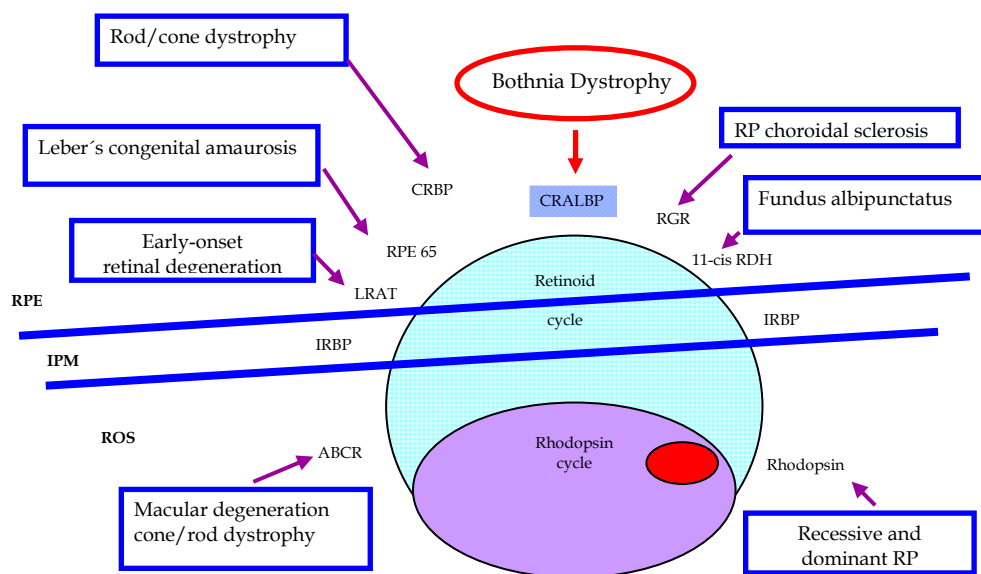 Rod/cone dystrophy
Bothnia Dystrophy
RP choroidal sclerosis
Leber´s congenital amaurosis
CRBP
CRALBP
RGR
Fundus albipunctatus
Early-onset
retinal degeneration
RPE 65
11-cis RDH
LRAT
Retinoid
cycle
RPE
IRBP
IRBP
IPM
ROS
ABCR
Rhodopsin
cycle
Rhodopsin
Macular degeneration
cone/rod dystrophy
Recessive and
dominant RP